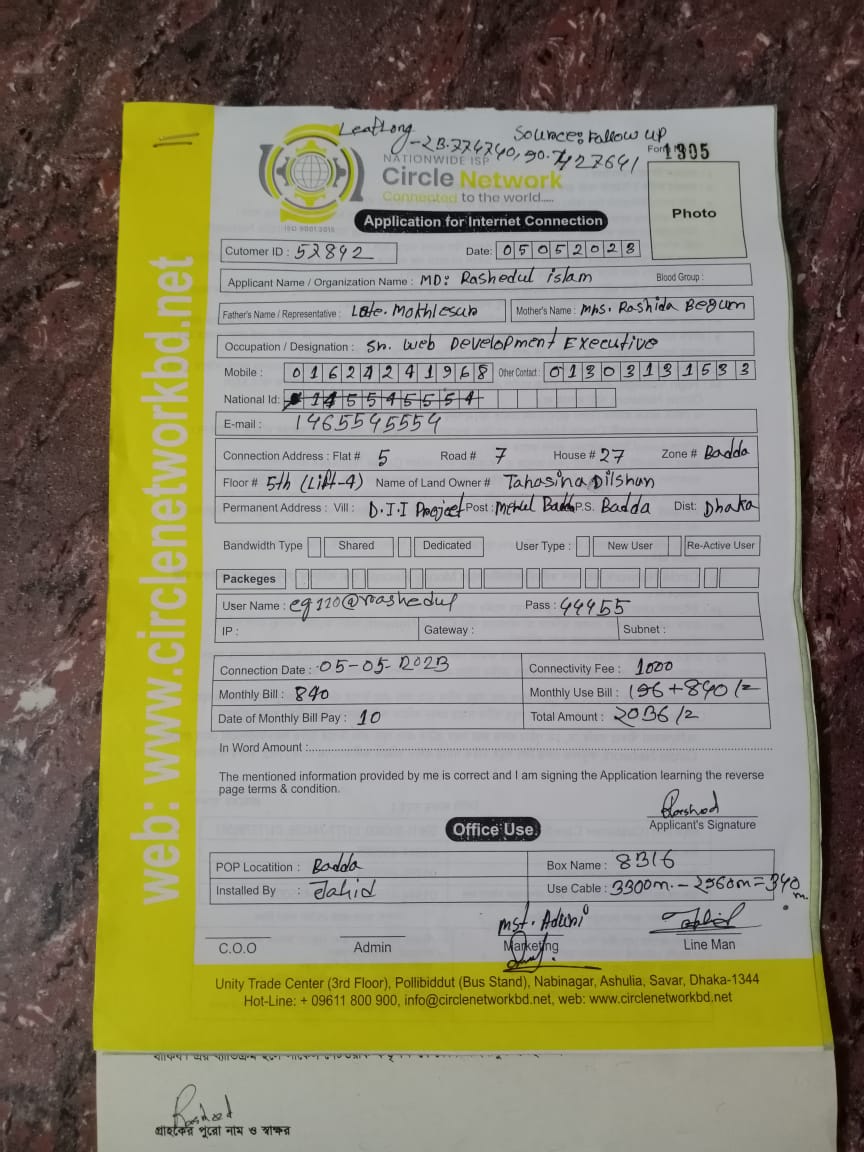 LeatLong
-23.774740, 90.7427641
Source: Follow up
Form 1305
NATIONWIDE ISP
Circle Network
Connected to the world.....
ISO 9001:2015
Application for Internet Connection
Photo
Cutomer ID : 52892
Date: 05052023
Applicant Name / Organization Name : MD: Rashedul islam Blood Group :
Father's Name / Representative : Late. Mokhlesur Mother's Name : Mrs. Rashida Begum
Occupation / Designation : Sr. Web Development Executive
Mobile : 01624241968 Other Contact : 01303131533
National Id:
E-mail : 1465545554
Connection Address : Flat # 5 Road # 7 House # 27 Zone # Badda
Floor # 5th (Lift-4) Name of Land Owner # Tahasina Dilshan
Permanent Address : Vill : D.I.I Project Post : Merul Badda P.S. Badda Dist: Dhaka
Bandwidth Type Shared Dedicated User Type : New User Re-Active User
Packeges
User Name : eg110@rashedul Pass : 44455
IP : Gateway : Subnet :
Connection Date : 05-05-2023 Connectivity Fee : 1000
Monthly Bill : 840 Monthly Use Bill : 196+840/=
Date of Monthly Bill Pay : 10 Total Amount : 2036/=
In Word Amount :
The mentioned information provided by me is correct and I am signing the Application learning the reverse
page terms & condition.
Rashed
Applicant's Signature
Office Use.
POP Locatition : Badda Box Name : 8316
Installed By : Jahid Use Cable : 3300m. - 2960m = 340 m.
C.O.O Admin Marketing Line Man
Unity Trade Center (3rd Floor), Pollibiddut (Bus Stand), Nabinagar, Ashulia, Savar, Dhaka-1344
Hot-Line: + 09611 800 900, info@circlenetworkbd.net, web: www.circlenetworkbd.net
web: www.circlenetworkbd.net
Rashed
গ্রাহকের পুরো নাম ও স্বাক্ষর